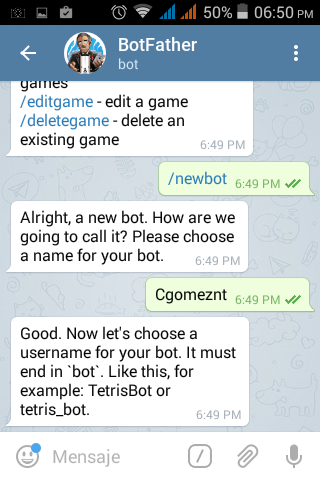 50% 06:50 PM
BotFather
bot
games
/editgame - edit a game
/deletegame - delete an
existing game
6:49 PM
/newbot 6:49 PM
Alright, a new bot. How are we
going to call it? Please choose
a name for your bot.
6:49 PM
Cgomeznt 6:49 PM
Good. Now let's choose a
username for your bot. It must
end in `bot`. Like this, for
example: TetrisBot or
tetris_bot.
6:49 PM
Mensaje